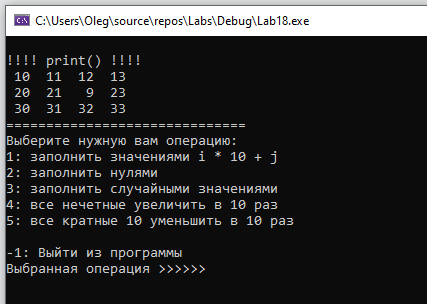 C:\Users\Oleg\source\repos\Labs\Debug\Lab18.exe
!!!! print() !!!!
10 11 12 13
20 21 9 23
30 31 32 33
==============================
Выберите нужную вам операцию:
1: заполнить значениями i * 10 + j
2: заполнить нулями
3: заполнить случайными значениями
4: все нечетные увеличить в 10 раз
5: все кратные 10 уменьшить в 10 раз
-1: Выйти из программы
Выбранная операция >>>>>>